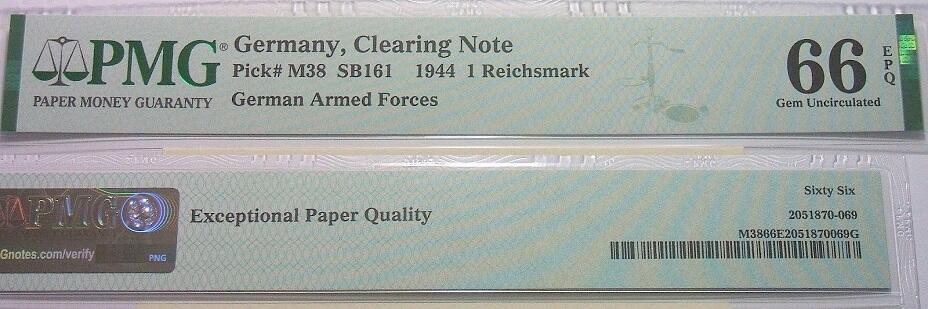 PMG® Germany, Clearing Note
Pick# M38 SB161 1944 1 Reichsmark
PAPER MONEY GUARANTY German Armed Forces
66 EPQ
Gem Uncirculated
PMG
Gnotes.com/verify
PNG
Exceptional Paper Quality
Sixty Six
2051870-069
M3866E2051870069G